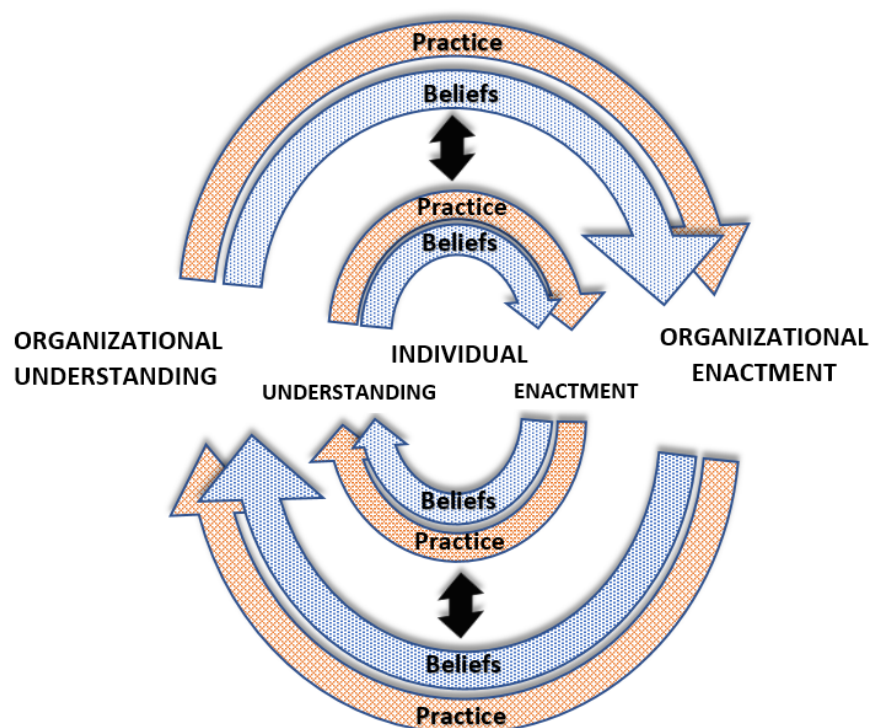 Practice
Beliefs
Practice
Beliefs
ORGANIZATIONAL
UNDERSTANDING
INDIVIDUAL
UNDERSTANDING
ENACTMENT
ORGANIZATIONAL
ENACTMENT
Beliefs
Practice
Beliefs
Practice